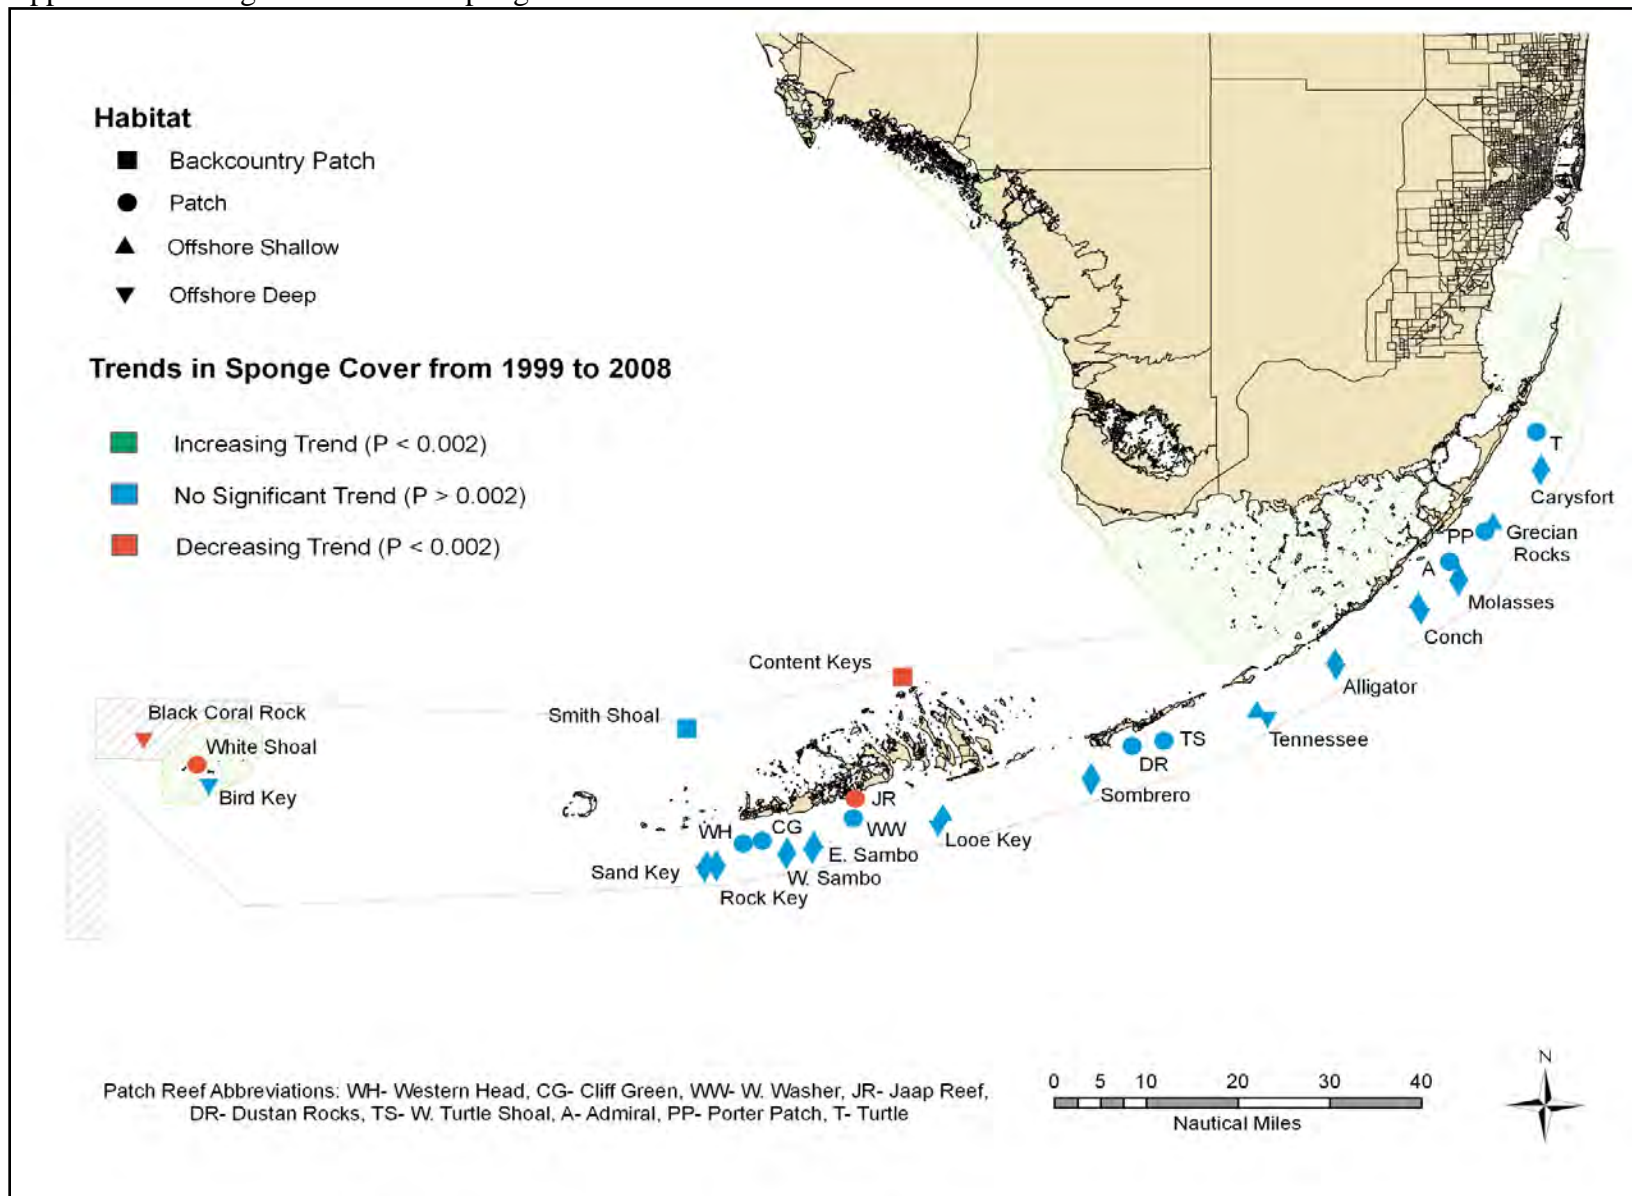 Habitat
Backcountry Patch
Patch
Offshore Shallow
Offshore Deep
Trends in Sponge Cover from 1999 to 2008
Increasing Trend (P < 0.002)
No Significant Trend (P > 0.002)
Decreasing Trend (P < 0.002)
T
Carysfort
PP
Grecian
Rocks
A
Molasses
Conch
Content Keys
Alligator
Smith Shoal
Black Coral Rock
White Shoal
Tennessee
TS
DR
Bird Key
Sombrero
JR
WH
CG
WW
Looe Key
E. Sambo
Sand Key
W. Sambo
Rock Key
N
0 5 10 20 30 40
Nautical Miles
Patch Reef Abbreviations: WH- Western Head, CG- Cliff Green, WW- W. Washer, JR- Jaap Reef,
DR- Dustan Rocks, TS- W. Turtle Shoal, A- Admiral, PP- Porter Patch, T- Turtle